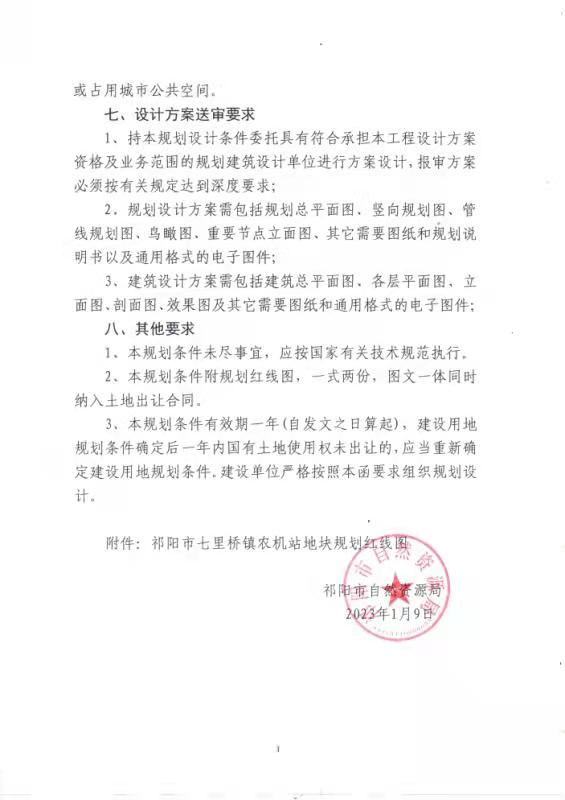 或占用城市公共空间。
七、设计方案送审要求
1、持本规划设计条件委托具有符合承担本工程设计方案
资格及业务范围的规划建筑设计单位进行方案设计，报审方案
必须按有关规定达到深度要求；
2、规划设计方案需包括规划总平面图、竖向规划图、管
线规划图、鸟瞰图、重要节点立面图、其它需要图纸和规划说
明书以及通用格式的电子图件；
3、建筑设计方案需包括建筑总平面图、各层平面图、立
面图、剖面图、效果图及其它需要图纸和通用格式的电子图件；
八、其他要求
1、本规划条件未尽事宜，应按国家有关技术规范执行。
2、本规划条件附规划红线图，一式两份，图文一体同时
纳入土地出让合同。
3、本规划条件有效期一年(自发文之日算起)，建设用地
规划条件确定后一年内国有土地使用权未出让的，应当重新确
定建设用地规划条件。建设单位严格按照本函要求组织规划设
计。
附件：祁阳市七里桥镇农机站地块规划红线图
祁阳市自然资源局
2023年1月9日
祁阳市自然资源局
1